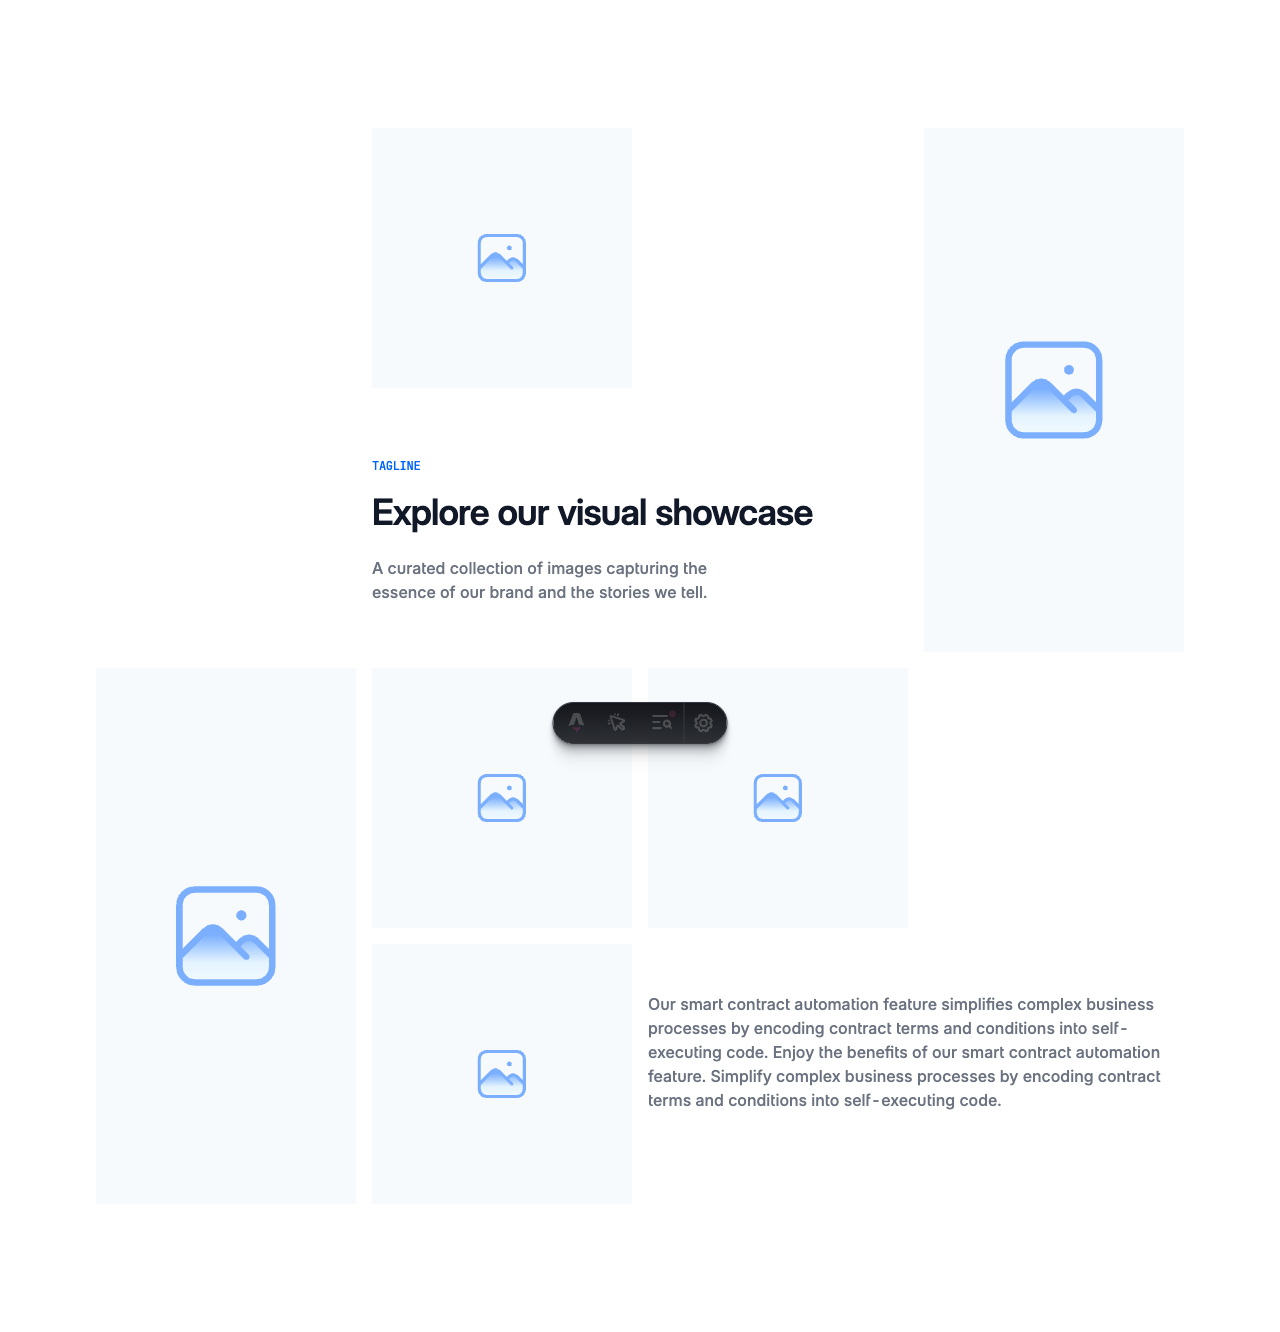 TAGLINE
Explore our visual showcase
A curated collection of images capturing the
essence of our brand and the stories we tell.
Our smart contract automation feature simplifies complex business
processes by encoding contract terms and conditions into self-
executing code. Enjoy the benefits of our smart contract automation
feature. Simplify complex business processes by encoding contract
terms and conditions into self-executing code.